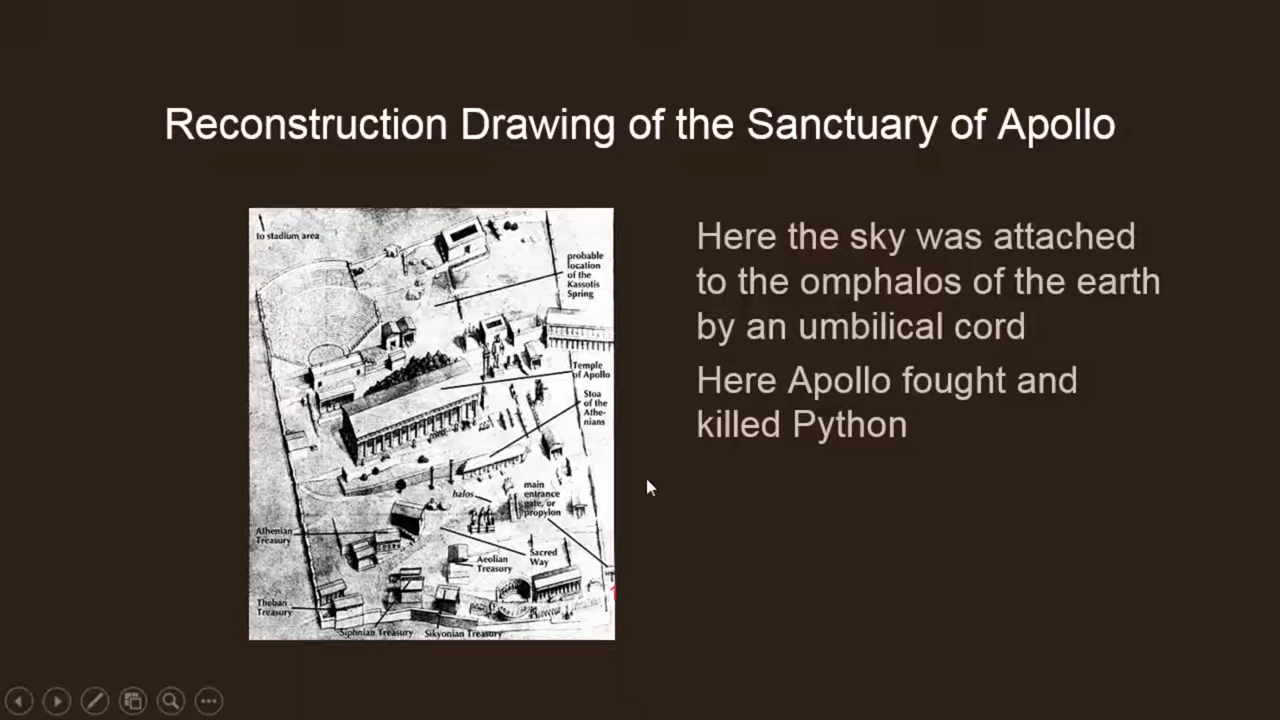 Reconstruction Drawing of the Sanctuary of Apollo
to stadium area
probable
location
of the
Kassotis
Spring
Temple
of Apollo
Stoa
of the
Athe-
nians
halos
main
entrance
gate, or
propylon
Athenian
Treasury
Sacred
Way
Aeolian
Treasury
Theban
Treasury
Siphnian Treasury
Sikyonian Treasury
Here the sky was attached
to the omphalos of the earth
by an umbilical cord
Here Apollo fought and
killed Python